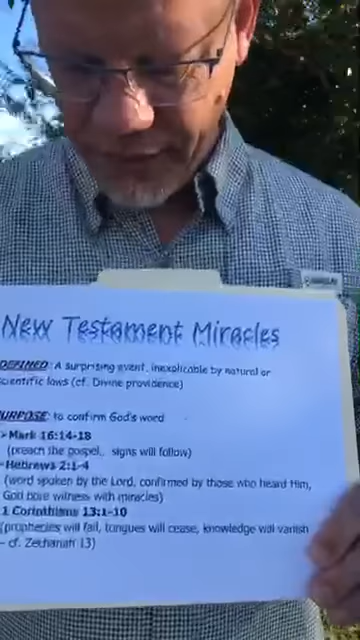 New Testament Miracles
DEFINED: A surprising event, inexplicable by natural or
scientific laws (cf. Divine providence)
PURPOSE: to confirm God's word
Mark 16:14-18
(preach the gospel, signs will follow)
Hebrews 2:1-4
(word spoken by the Lord, confirmed by those who heard Him,
God bore witness with miracles)
1 Corinthians 13:1-10
(prophecies will fail, tongues will cease, knowledge will vanish
- cf. Zechariah 13)